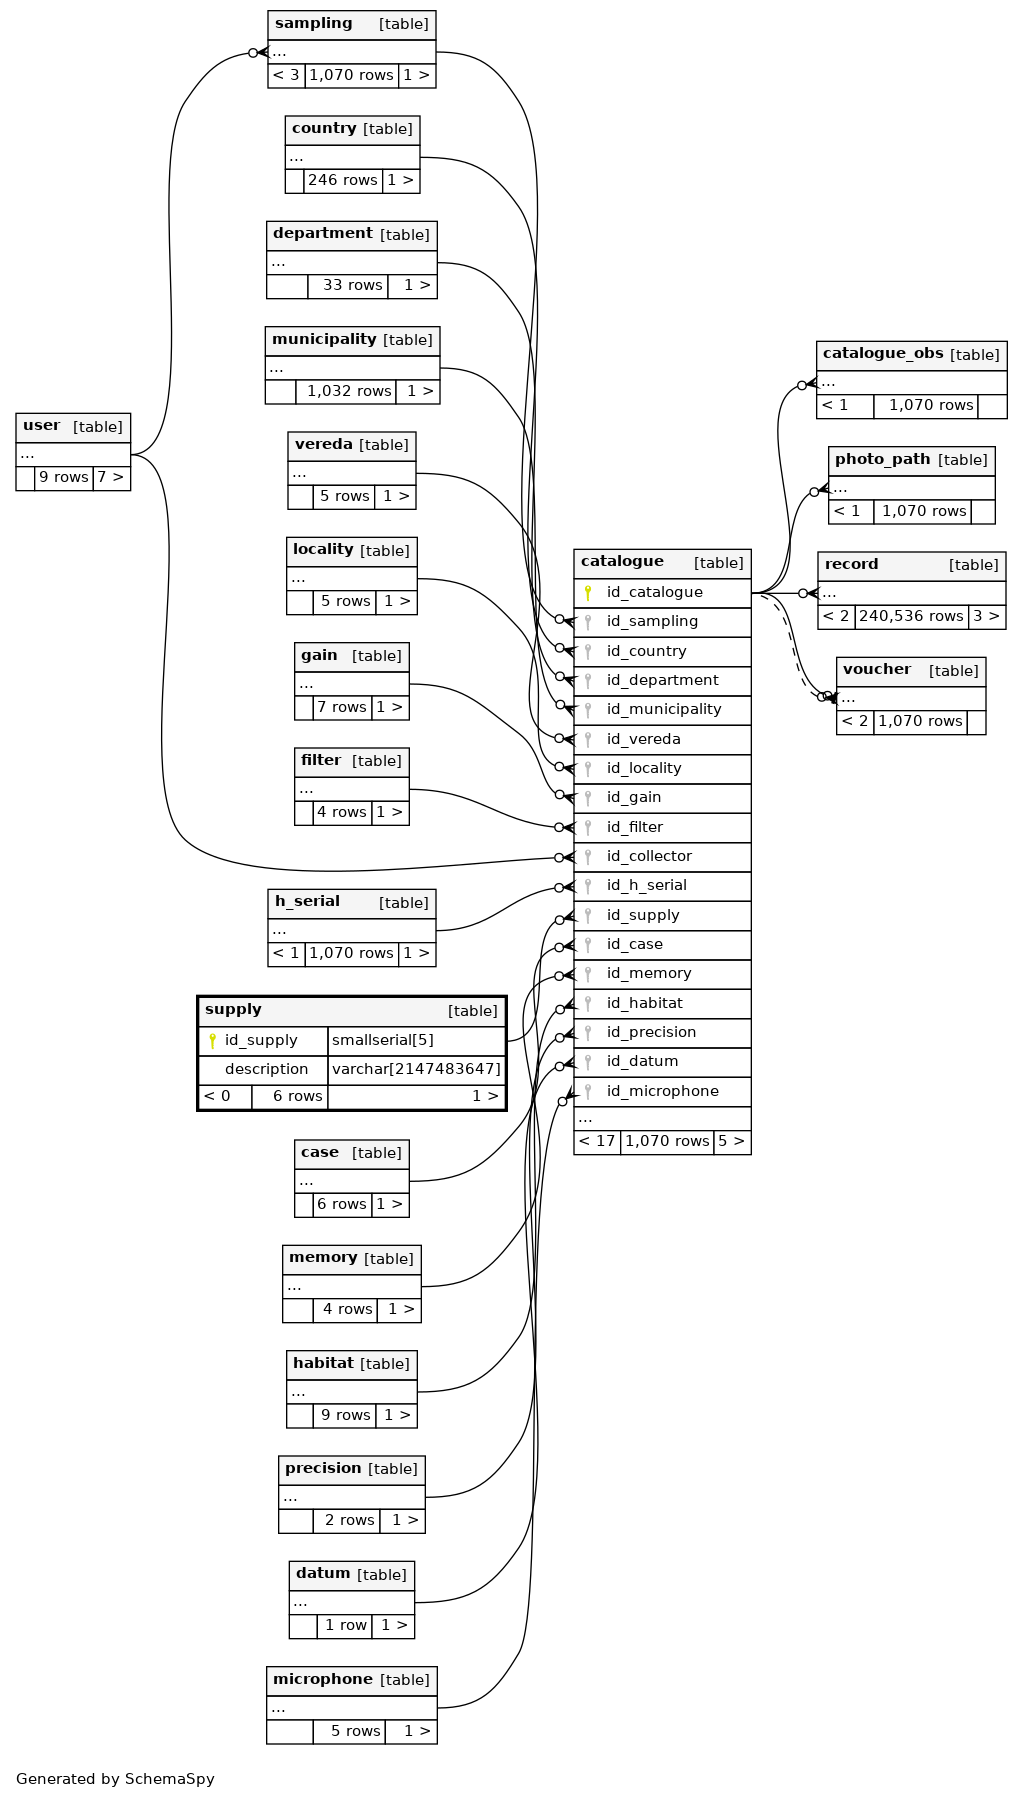 sampling [table]
...
< 3 1,070 rows 1 >
country [table]
...
246 rows 1 >
department [table]
...
33 rows 1 >
municipality [table]
...
1,032 rows 1 >
user [table]
...
9 rows 7 >
vereda [table]
...
5 rows 1 >
locality [table]
...
5 rows 1 >
gain [table]
...
7 rows 1 >
filter [table]
...
4 rows 1 >
h_serial [table]
...
< 1 1,070 rows 1 >
supply [table]
id_supply smallserial[5]
description varchar[2147483647]
< 0 6 rows 1 >
case [table]
...
6 rows 1 >
memory [table]
...
4 rows 1 >
habitat [table]
...
9 rows 1 >
precision [table]
...
2 rows 1 >
datum [table]
...
1 row 1 >
microphone [table]
...
5 rows 1 >
catalogue [table]
id_catalogue
id_sampling
id_country
id_department
id_municipality
id_vereda
id_locality
id_gain
id_filter
id_collector
id_h_serial
id_supply
id_case
id_memory
id_habitat
id_precision
id_datum
id_microphone
...
< 17 1,070 rows 5 >
catalogue_obs [table]
...
< 1 1,070 rows
photo_path [table]
...
< 1 1,070 rows
record [table]
...
< 2 240,536 rows 3 >
voucher [table]
...
< 2 1,070 rows
Generated by SchemaSpy